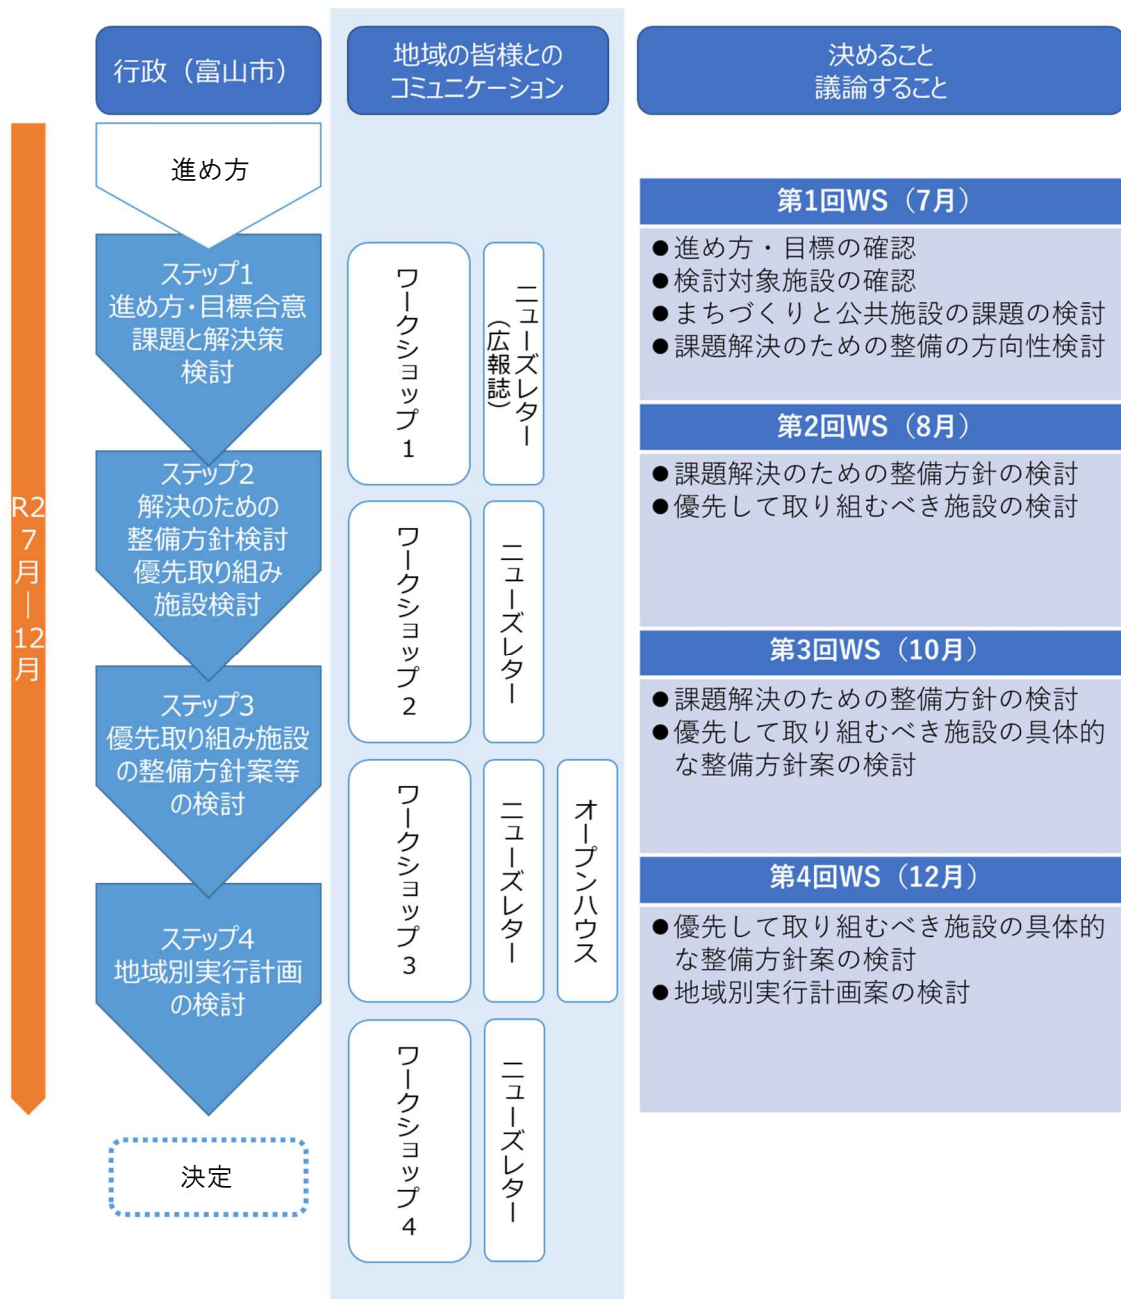 行政（富山市）
地域の皆様との
コミュニケーション
決めること
議論すること
R2
7
月
｜
12
月
進め方
ステップ1
進め方・目標合意
課題と解決策
検討
ステップ2
解決のための
整備方針検討
優先取り組み
施設検討
ステップ3
優先取り組み施設
の整備方針案等
の検討
ステップ4
地域別実行計画
の検討
決定
ワークショップ1
ニューズレター
（広報誌）
ワークショップ2
ニューズレター
ワークショップ3
ニューズレター
オープンハウス
ワークショップ4
ニューズレター
第1回WS（7月）
●進め方・目標の確認
●検討対象施設の確認
●まちづくりと公共施設の課題の検討
●課題解決のための整備の方向性検討
第2回WS（8月）
●課題解決のための整備方針の検討
●優先して取り組むべき施設の検討
第3回WS（10月）
●課題解決のための整備方針の検討
●優先して取り組むべき施設の具体的
な整備方針案の検討
第4回WS（12月）
●優先して取り組むべき施設の具体的
な整備方針案の検討
●地域別実行計画案の検討